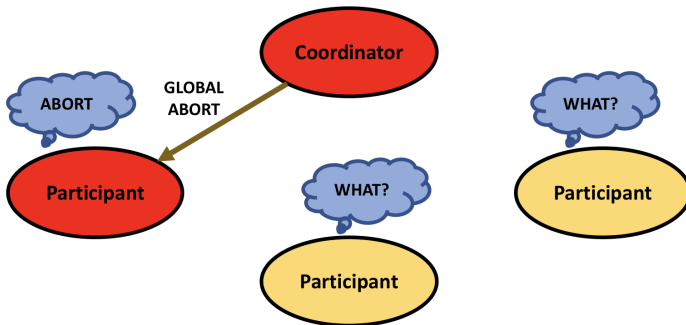 Coordinator
GLOBAL
ABORT
ABORT
WHAT?
Participant
Participant
WHAT?
Participant